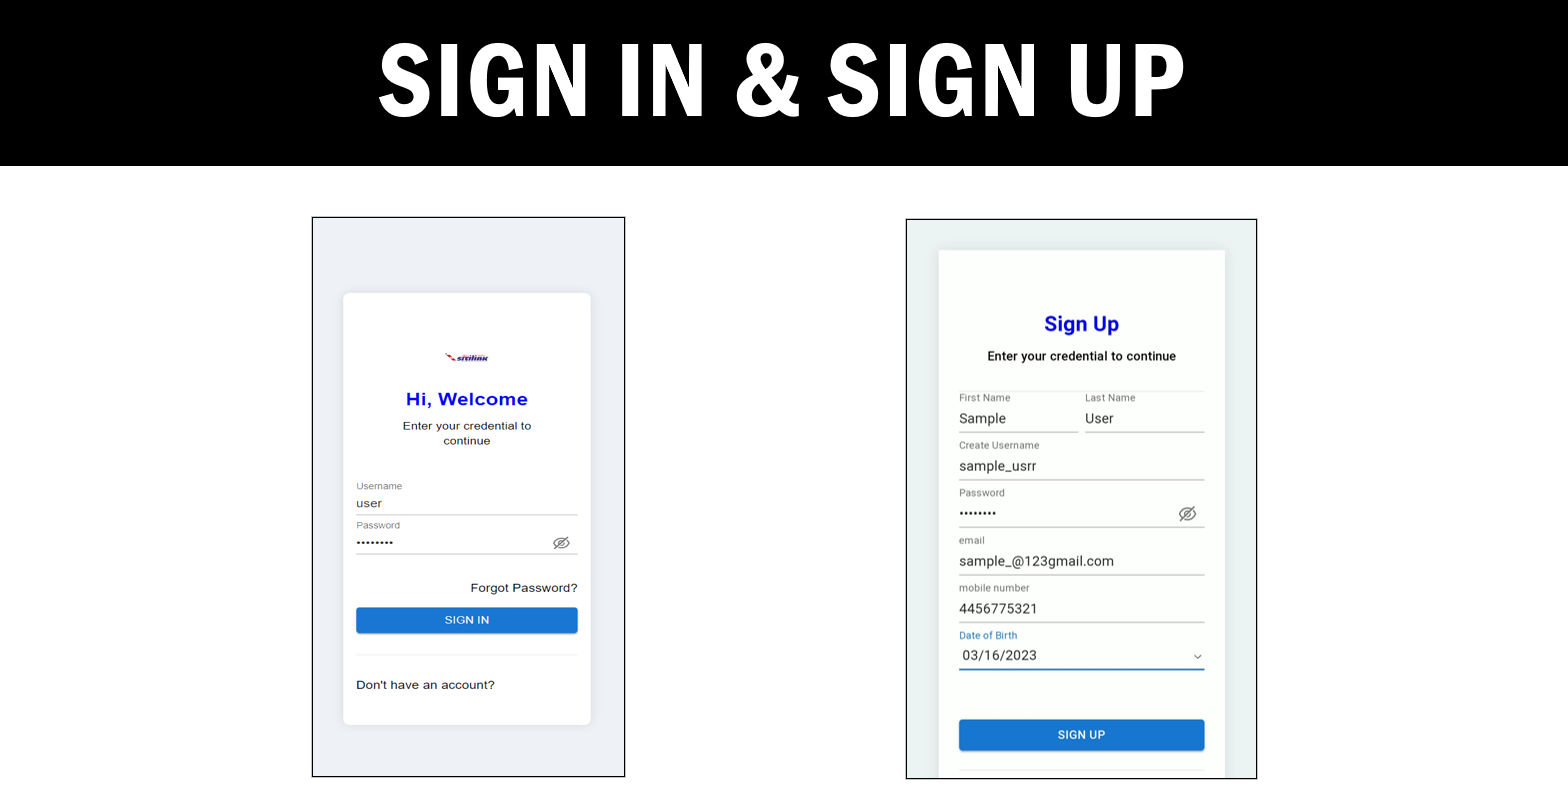 SIGN IN & SIGN UP
sitilink
Hi, Welcome
Enter your credential to
continue
Username
user
Password
••••••••
Forgot Password?
SIGN IN
Don't have an account?
Sign Up
Enter your credential to continue
First Name Last Name
Sample User
Create Username
sample_usrr
Password
••••••••
email
sample_@123gmail.com
mobile number
4456775321
Date of Birth
03/16/2023
SIGN UP